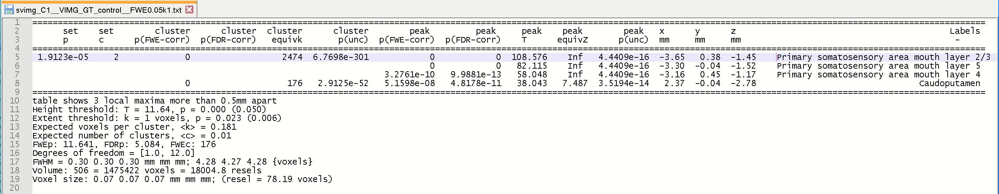 svimg_C1__VIMG_GT_control__FWE0.05k1.txt
1 ====================================================================================================
2 set set cluster cluster cluster cluster peak peak peak peak peak x y z Labels
3 p c p(FWE-corr) p(FDR-corr) equivk p(unc) p(FWE-corr) p(FDR-corr) T equivZ p(unc) mm mm mm -
4 ====================================================================================================
5 1.9123e-05 2 0 2474 6.7698e-301 0 0 108.576 Inf 4.4409e-16 -3.65 0.38 -1.45 Primary somatosensory area mouth layer 2/3
6 0 0 82.115 Inf 4.4409e-16 -3.30 -0.04 -1.52 Primary somatosensory area mouth layer 5
7 3.2761e-10 9.9881e-13 58.048 Inf 4.4409e-16 -3.16 0.45 -1.17 Primary somatosensory area mouth layer 4
8 0 176 2.9125e-52 5.1598e-08 4.8178e-11 38.043 7.487 3.5194e-14 2.37 -0.04 -2.78 Caudoputamen
9 ====================================================================================================
10 table shows 3 local maxima more than 0.5mm apart
11 Height threshold: T = 11.64, p = 0.000 (0.050)
12 Extent threshold: k = 1 voxels, p = 0.023 (0.006)
13 Expected voxels per cluster, <k> = 0.181
14 Expected number of clusters, <c> = 0.01
15 FWEp: 11.641, FDRp: 5.084, FWEc: 176
16 Degrees of freedom = [1.0, 12.0]
17 FWHM = 0.30 0.30 0.30 mm mm mm; 4.28 4.27 4.28 {voxels}
18 Volume: 506 = 1475422 voxels = 18004.8 resels
19 Voxel size: 0.07 0.07 0.07 mm mm mm; (resel = 78.19 voxels)
20